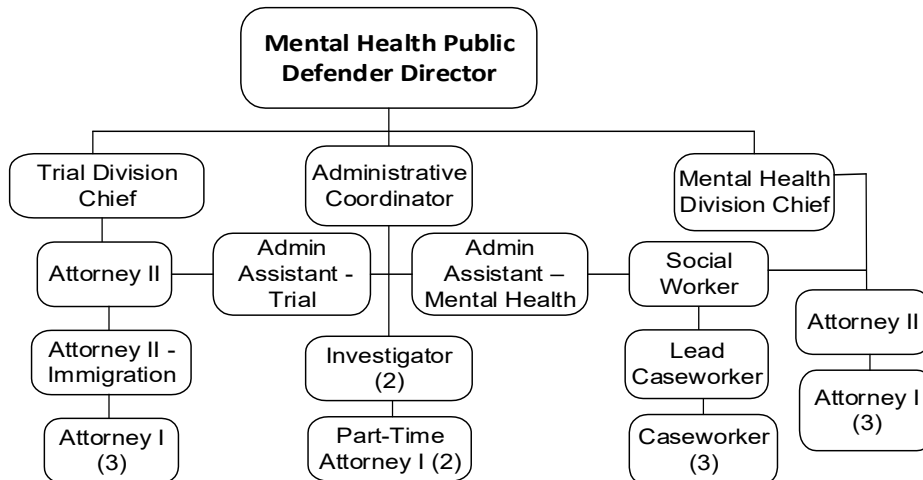 Mental Health Public
Defender Director
Trial Division
Chief
Administrative
Coordinator
Mental Health
Division Chief
Attorney II
Admin
Assistant -
Trial
Admin
Assistant –
Mental Health
Social
Worker
Attorney II
Attorney II -
Immigration
Investigator
(2)
Lead
Caseworker
Attorney I
(3)
Attorney I
(3)
Part-Time
Attorney I (2)
Caseworker
(3)